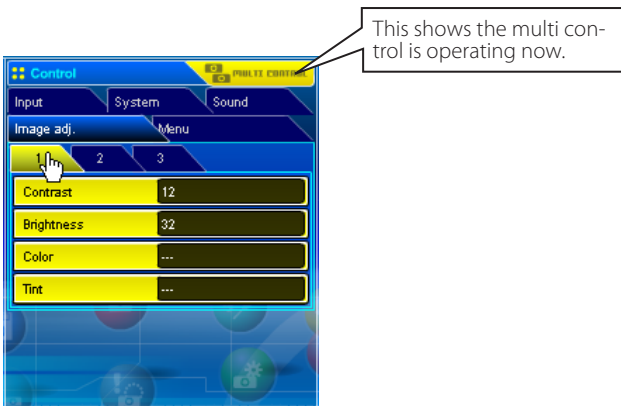 This shows the multi con-
trol is operating now.
Control MULTI CONTROL
Input System Sound
Image adj. Menu
1 2 3
Contrast 12
Brightness 32
Color ---
Tint ---